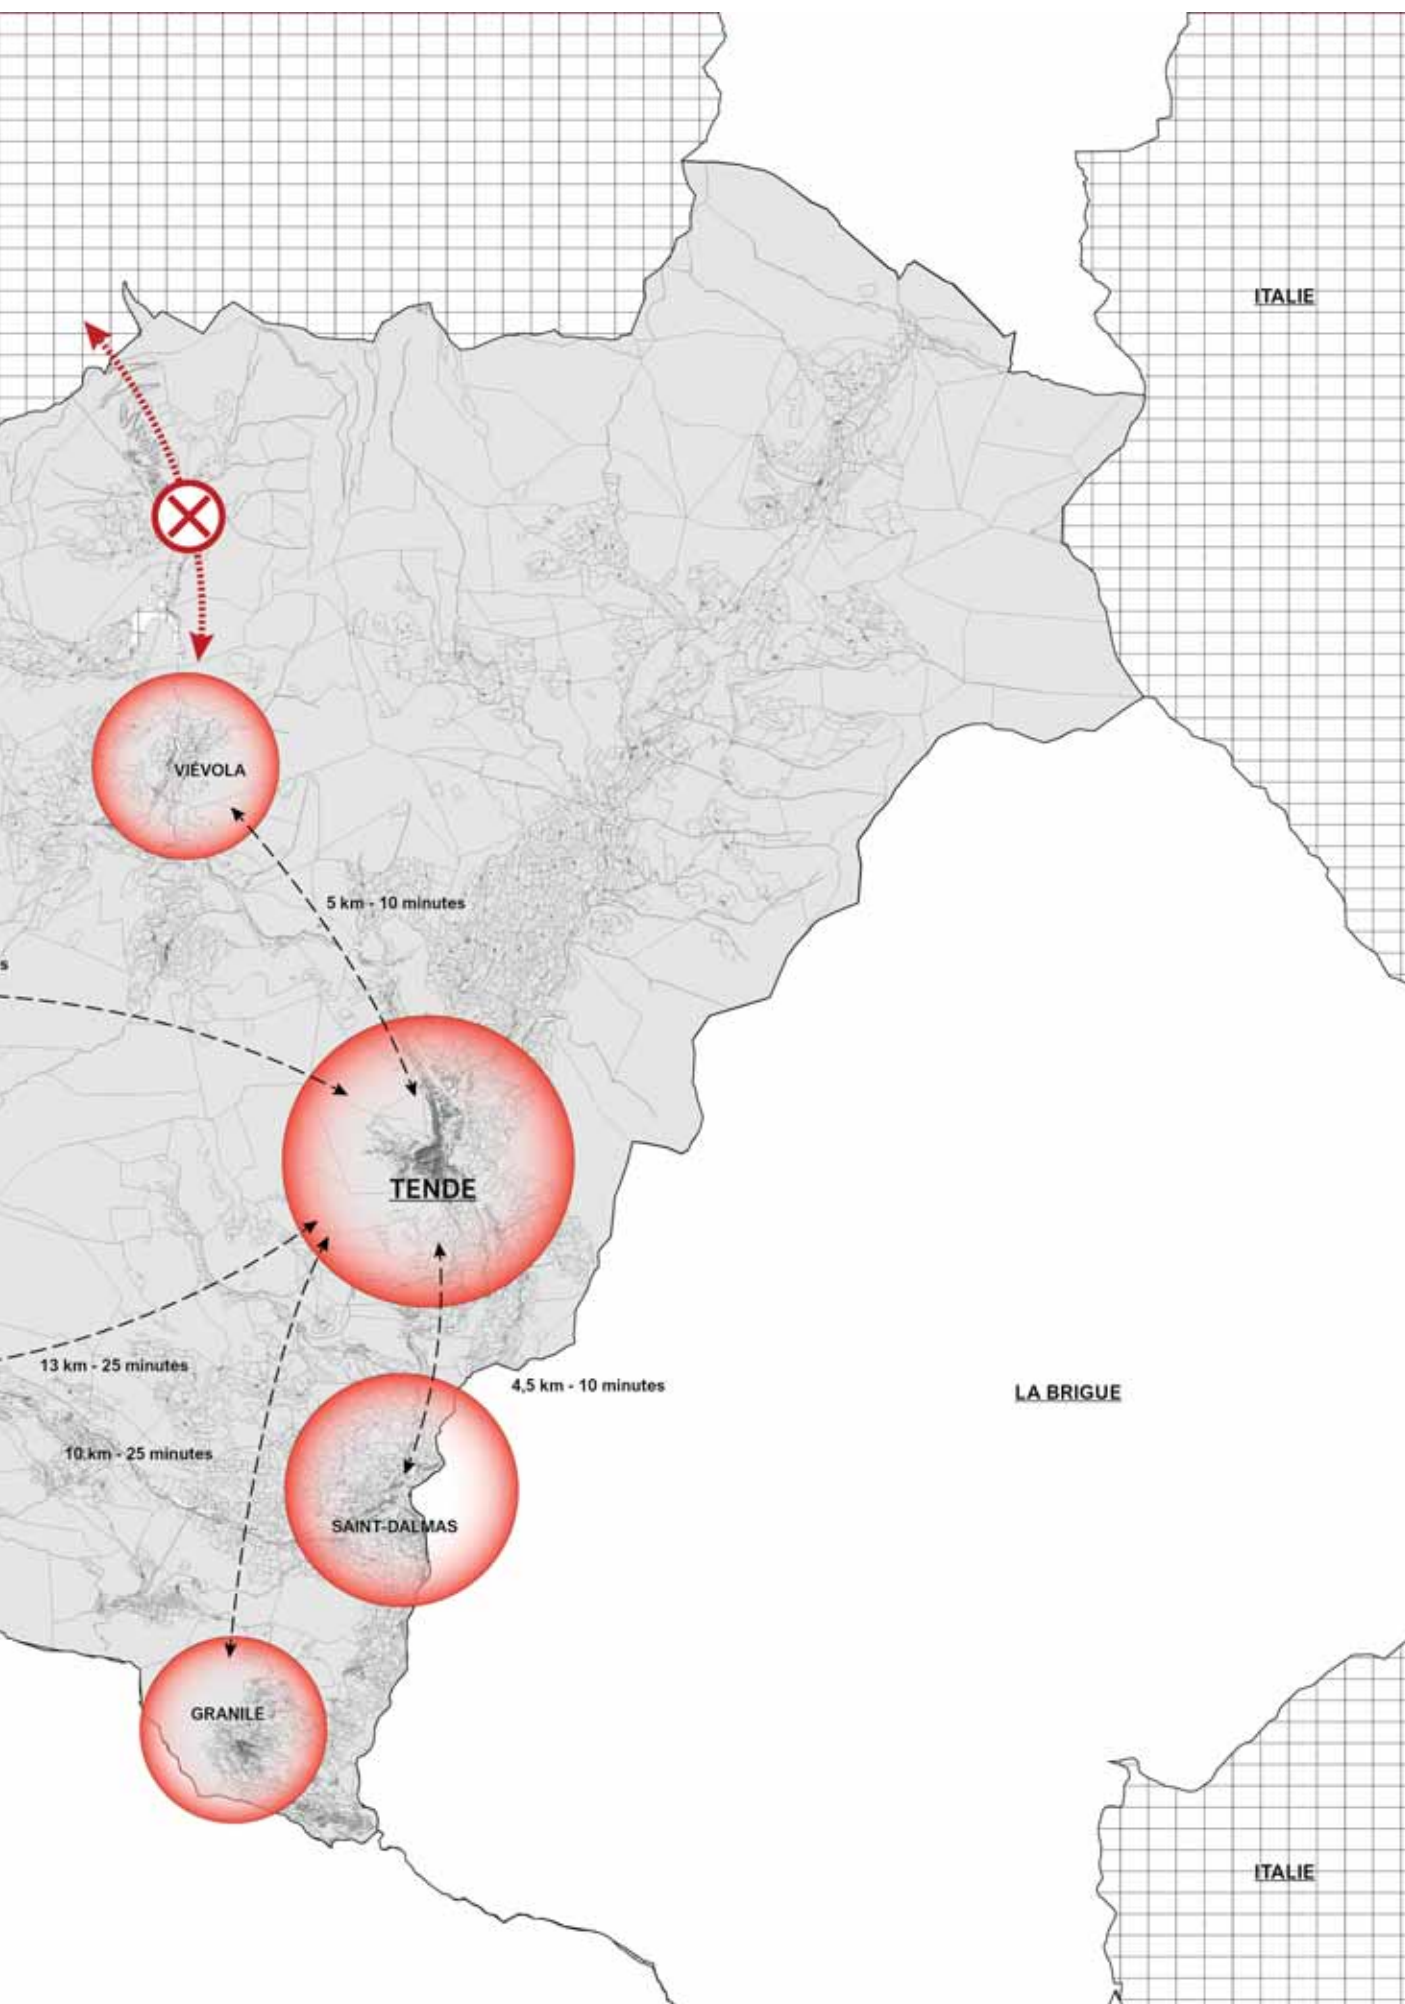 ITALIE
VIÉVOLA
5 km - 10 minutes
s
TENDE
13 km - 25 minutes
4,5 km - 10 minutes
LA BRIGUE
10 km - 25 minutes
SAINT-DALMAS
GRANILE
ITALIE